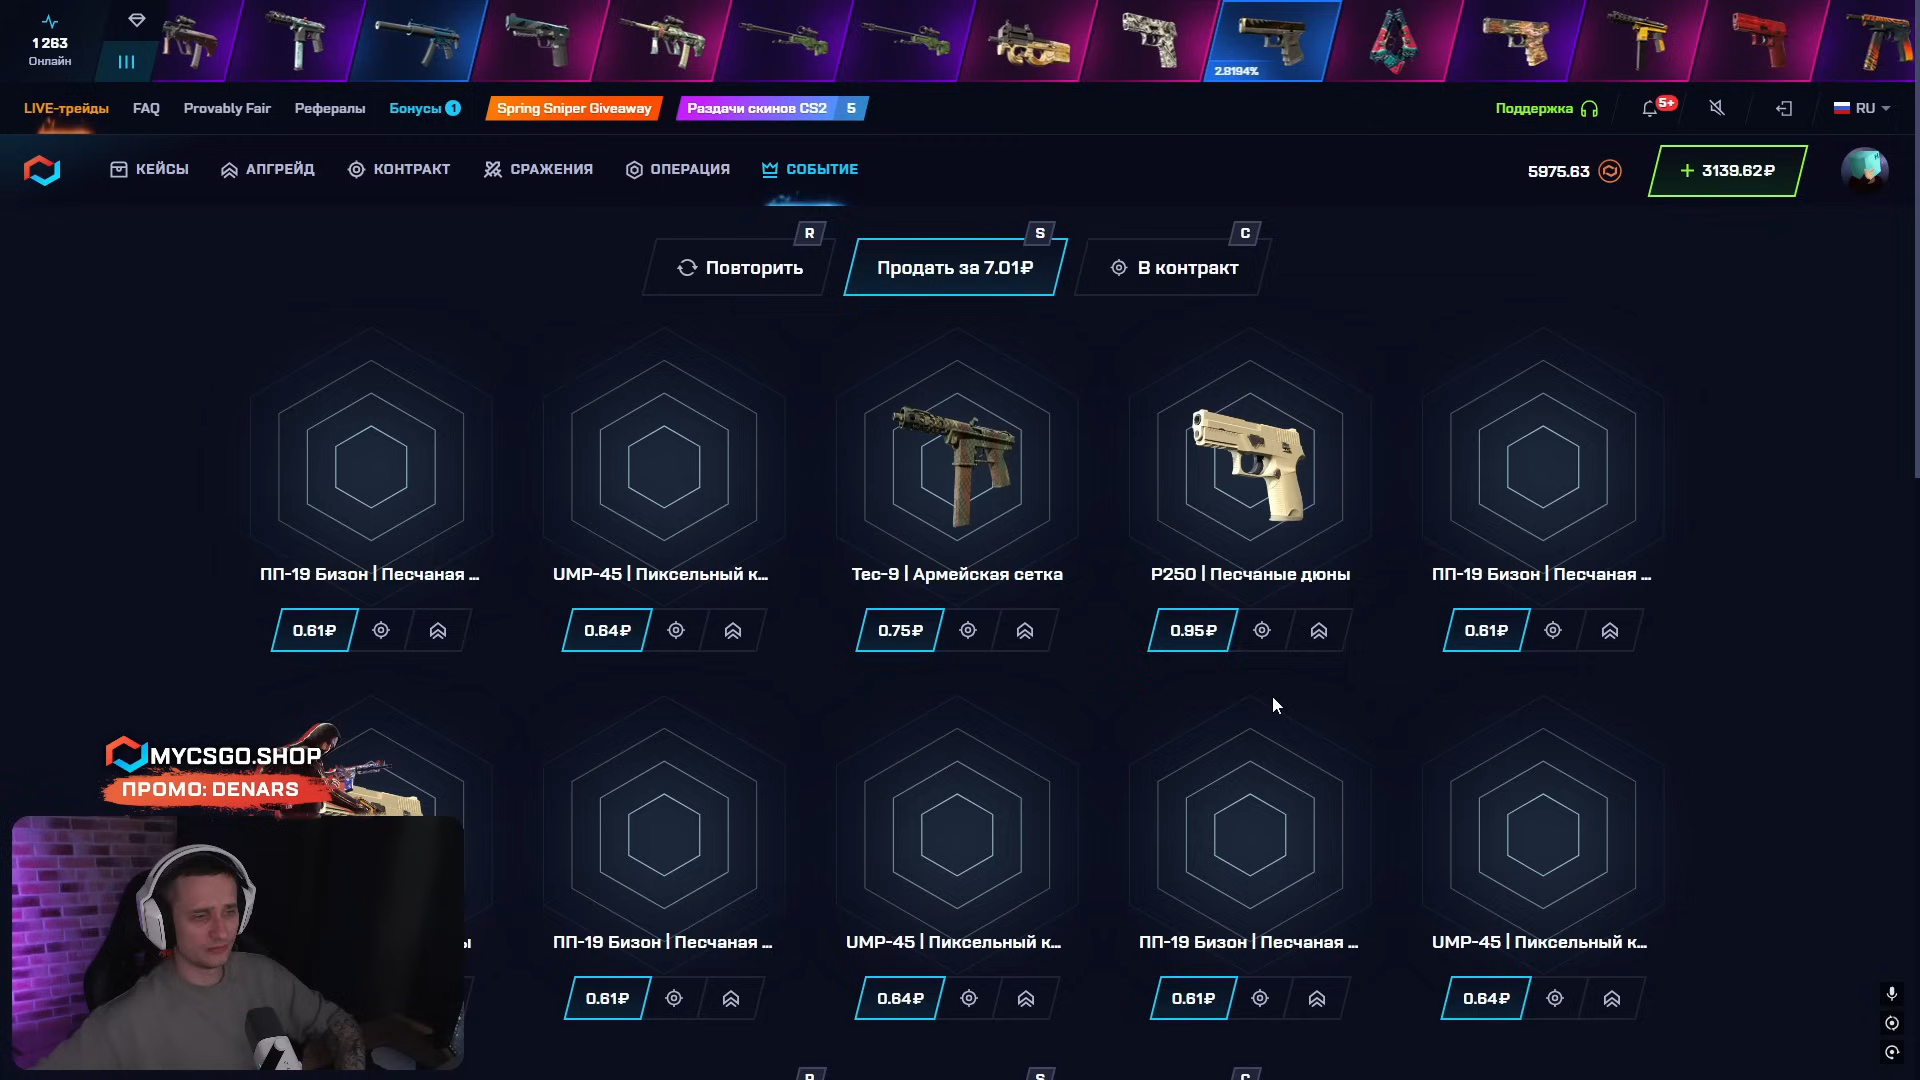 1 263
Онлайн
2.8194%
LIVE-трейды
FAQ
Provably Fair
Рефералы
Бонусы 1
Spring Sniper Giveaway
Раздачи скинов CS2 5
Поддержка
5+
RU
КЕЙСЫ
АПГРЕЙД
КОНТРАКТ
СРАЖЕНИЯ
ОПЕРАЦИЯ
СОБЫТИЕ
5975.63
+ 3139.62₽
R
S
C
Повторить
Продать за 7.01₽
В контракт
ПП-19 Бизон | Песчаная ...
UMP-45 | Пиксельный к...
Tec-9 | Армейская сетка
P250 | Песчаные дюны
ПП-19 Бизон | Песчаная ...
0.61₽
0.64₽
0.75₽
0.95₽
0.61₽
MYCSGO.SHOP
ПРОМО: DENARS
ПП-19 Бизон | Песчаная ...
UMP-45 | Пиксельный к...
ПП-19 Бизон | Песчаная ...
UMP-45 | Пиксельный к...
0.61₽
0.64₽
0.61₽
0.64₽